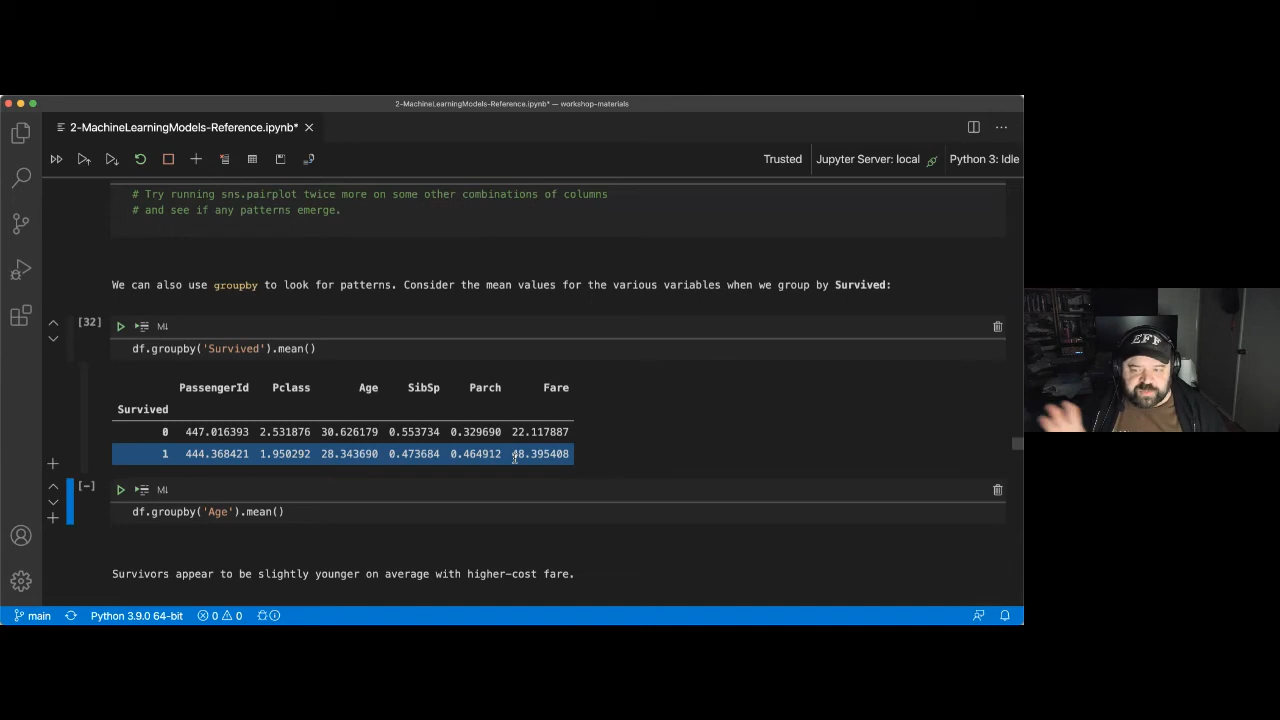 2-MachineLearningModels-Reference.ipynb* — workshop-materials
2-MachineLearningModels-Reference.ipynb*
Trusted
Jupyter Server: local
Python 3: Idle
# Try running sns.pairplot twice more on some other combinations of columns
# and see if any patterns emerge.
We can also use groupby to look for patterns. Consider the mean values for the various variables when we group by Survived:
[32]
M↓
df.groupby('Survived').mean()
PassengerId Pclass Age SibSp Parch Fare
Survived
0 447.016393 2.531876 30.626179 0.553734 0.329690 22.117887
1 444.368421 1.950292 28.343690 0.473684 0.464912 48.395408
[-]
M↓
df.groupby('Age').mean()
Survivors appear to be slightly younger on average with higher-cost fare.
main
Python 3.9.0 64-bit
0
0
EFF